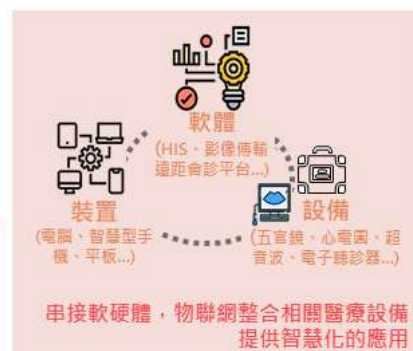 軟體
(HIS、影像傳輸
遠距會診平台...)
裝置
(電腦、智慧型手
機、平板...)
設備
(五官鏡、心電圖、超
音波、電子聽診器...)
串接軟硬體，物聯網整合相關醫療設備
提供智慧化的應用